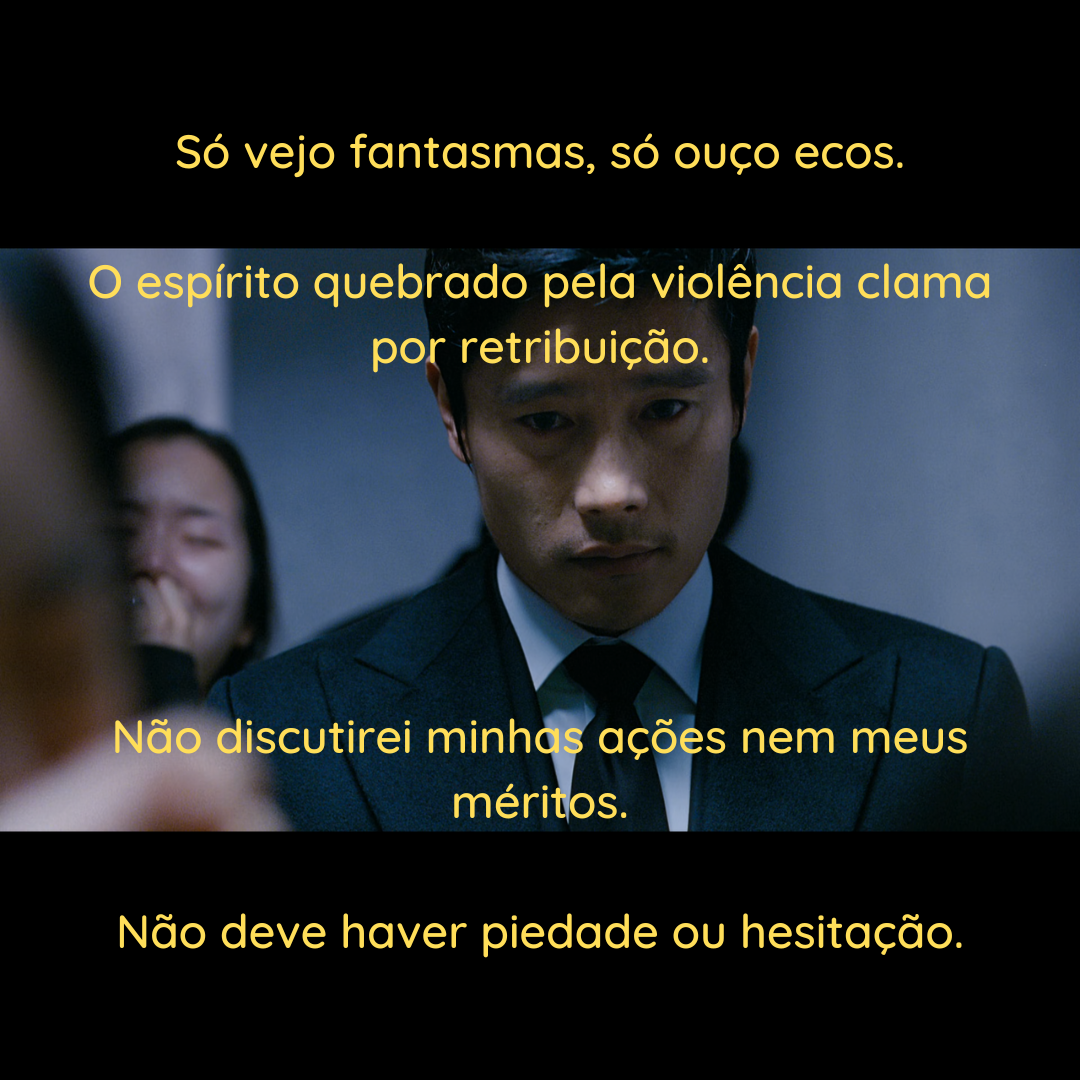 Só vejo fantasmas, só ouço ecos.
O espírito quebrado pela violência clama
por retribuição.
Não discutirei minhas ações nem meus
méritos.
Não deve haver piedade ou hesitação.